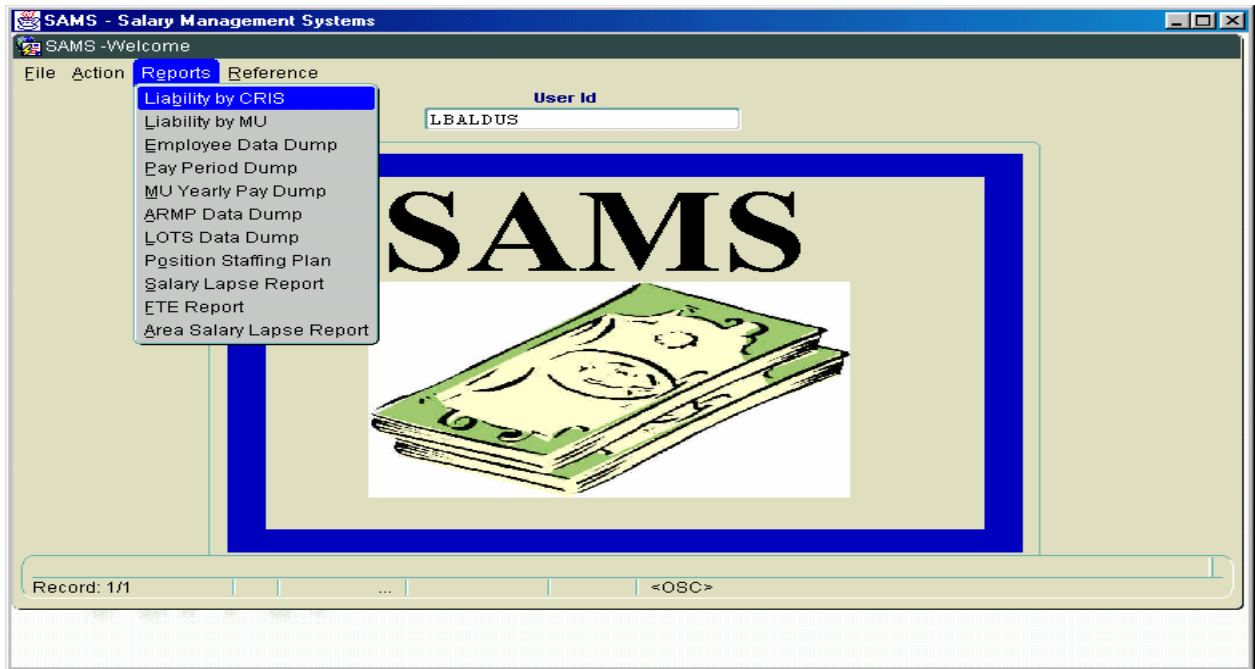 SAMS - Salary Management Systems
SAMS -Welcome
File Action Reports Reference
Liability by CRIS
Liability by MU
Employee Data Dump
Pay Period Dump
MU Yearly Pay Dump
ARMP Data Dump
LOTS Data Dump
Position Staffing Plan
Salary Lapse Report
FTE Report
Area Salary Lapse Report
User Id
LBALDUS
SAMS
Record: 1/1 ... <OSC>